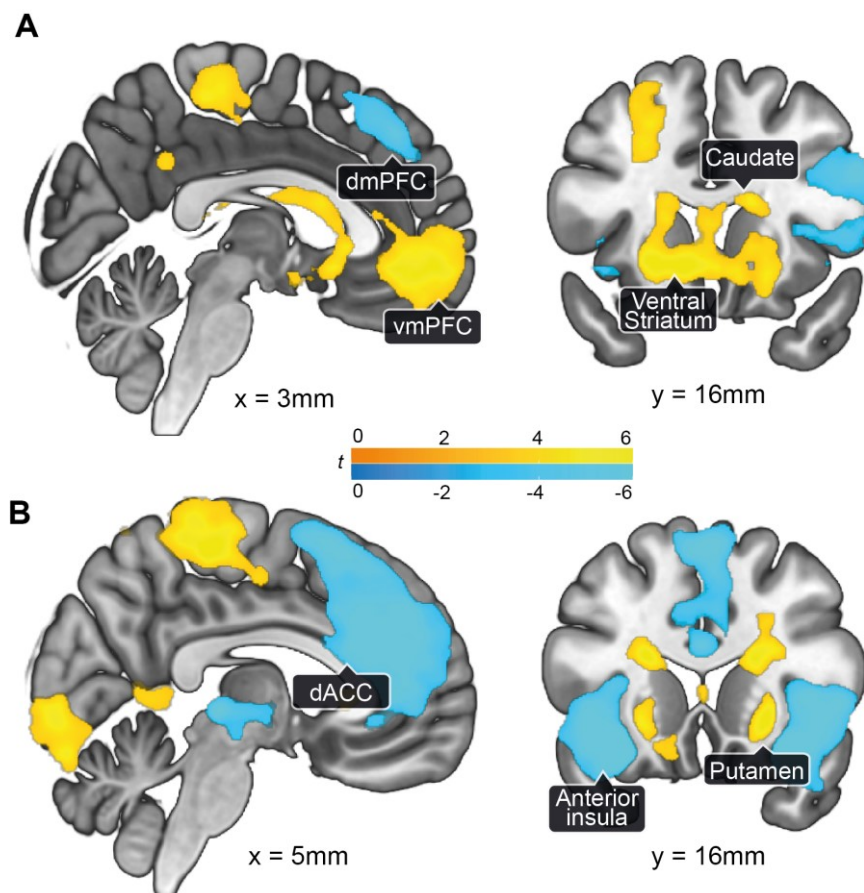 A
dmPFC
vmPFC
x = 3mm
Caudate
Ventral
Striatum
y = 16mm
0 2 4 6
t
0 -2 -4 -6
B
dACC
x = 5mm
Anterior
insula
Putamen
y = 16mm